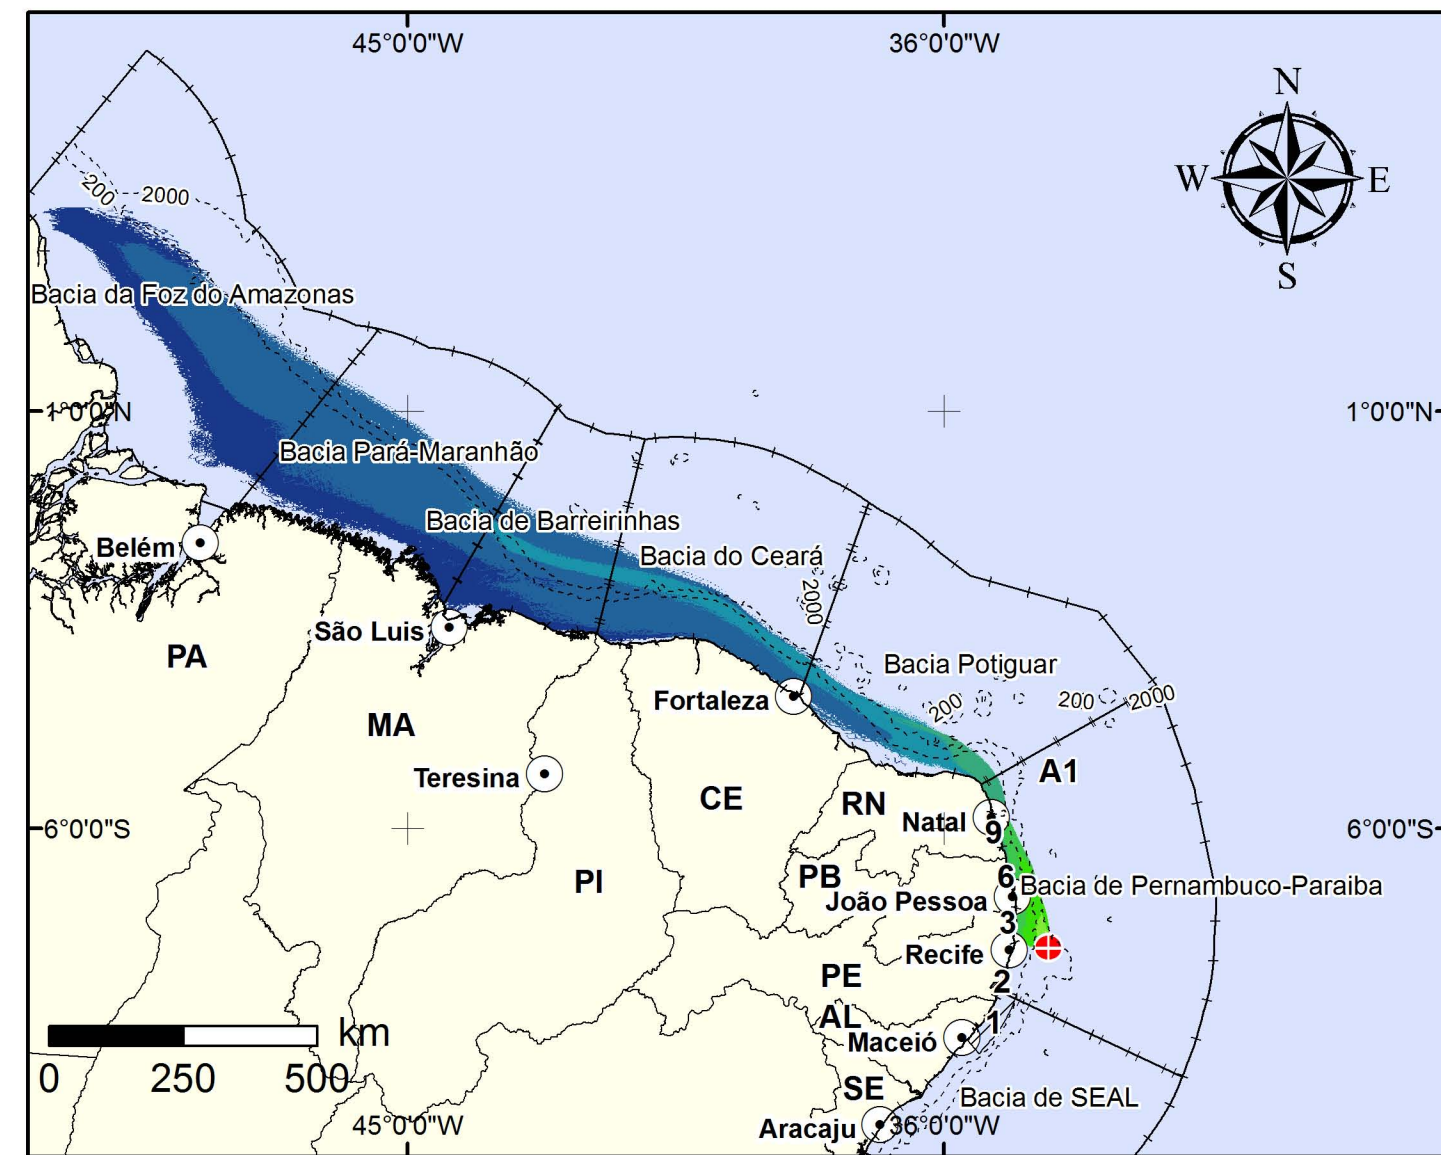 45°0'0"W
36°0'0"W
N
W
E
S
200
2000
Bacia da Foz do Amazonas
1°0'0"N
1°0'0"N
Bacia Pará-Maranhão
Bacia de Barreirinhas
Belém
Bacia do Ceará
2000
São Luis
PA
Bacia Potiguar
Fortaleza
200
200
2000
MA
A1
Teresina
CE
RN
Natal
9
6°0'0"S
6°0'0"S
PI
PB
6
Bacia de Pernambuco-Paraiba
João Pessoa
3
Recife
PE
2
AL
1
Maceió
km
0
250
500
SE
Bacia de SEAL
45°0'0"W
Aracaju
36°0'0"W